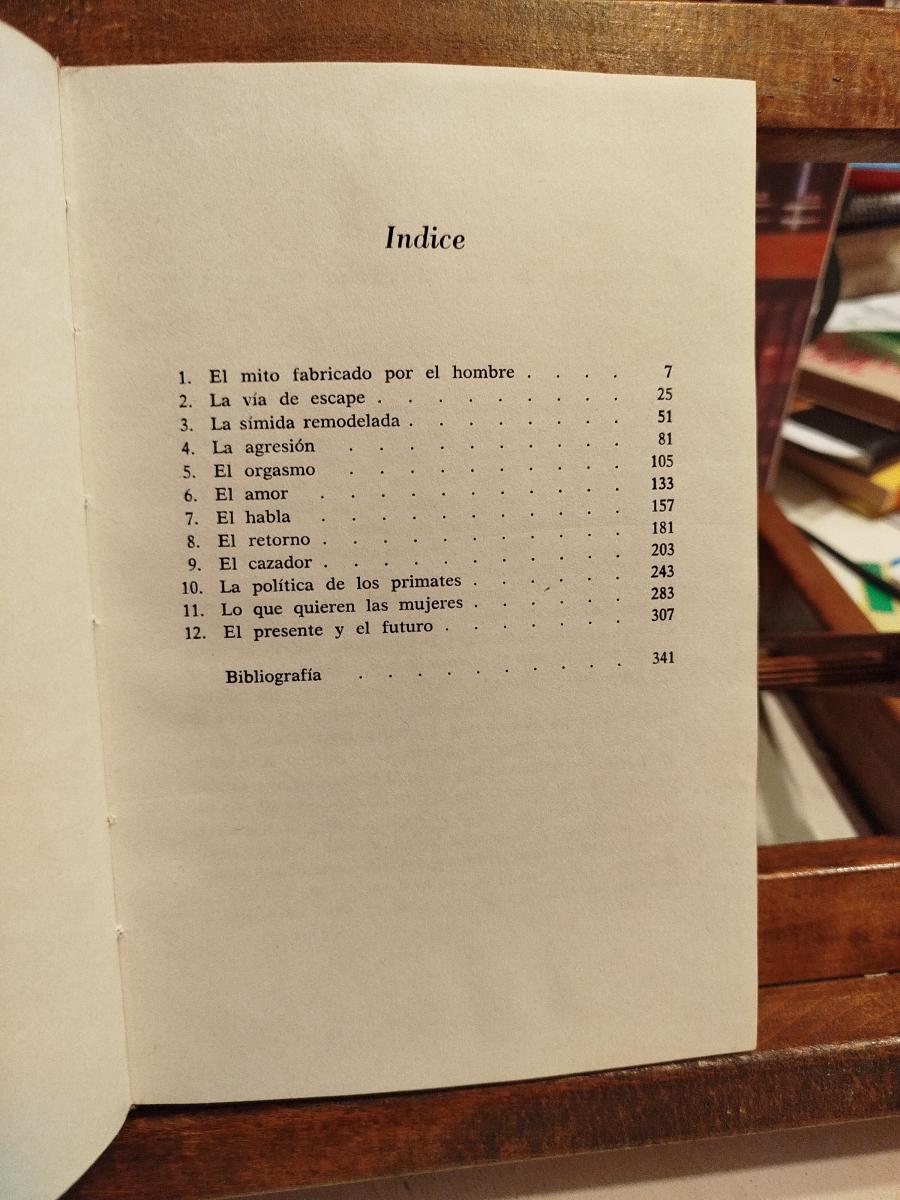 Indice
1. El mito fabricado por el hombre . . . . 7
2. La vía de escape . . . . . . . . . 25
3. La símida remodelada . . . . . . . . 51
4. La agresión . . . . . . . . . . 81
5. El orgasmo . . . . . . . . . . 105
6. El amor . . . . . . . . . . . 133
7. El habla . . . . . . . . . . . 157
8. El retorno . . . . . . . . . . . 181
9. El cazador . . . . . . . . . . . 203
10. La política de los primates . . . . . . 243
11. Lo que quieren las mujeres . . . . . . 283
12. El presente y el futuro . . . . . . . 307
Bibliografía . . . . . . . . . . 341